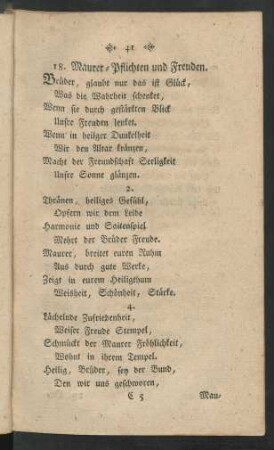 41
18. Maurer-Pflichten und Freuden.
Brüder, glaubt nur das ist Glück,
Was die Wahrheit schenket,
Wenn sie durch gestärkten Blick
Unsre Freuden lenket.
Wenn in heilger Dunkelheit
Wir den Altar kränzen,
Macht der Freundschaft Seeligkeit
Unsre Sonne glänzen.
2.
Thränen, heiliges Gefühl,
Opfern wir dem Leide
Harmonie und Saitenspiel
Mehrt der Brüder Freude.
Maurer, breitet euren Ruhm
Aus durch gute Werke,
Zeigt in eurem Heiligthum
Weisheit, Schönheit, Stärke.
4.
Lächelnde Zufriedenheit,
Weiser Freude Stempel,
Schmückt der Maurer Fröhlichkeit,
Wohnt in ihrem Tempel.
Heilig, Brüder, sey der Bund,
Den wir uns geschworen,
C 5 Mau-